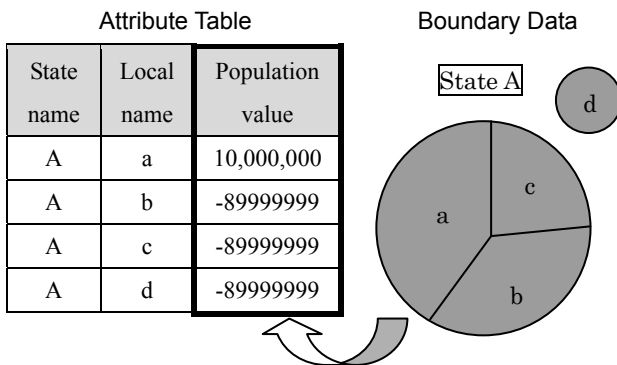 Attribute Table
State name
Local name
Population value
A a 10,000,000
A b -89999999
A c -89999999
A d -89999999
Boundary Data
State A
d
c
a
b